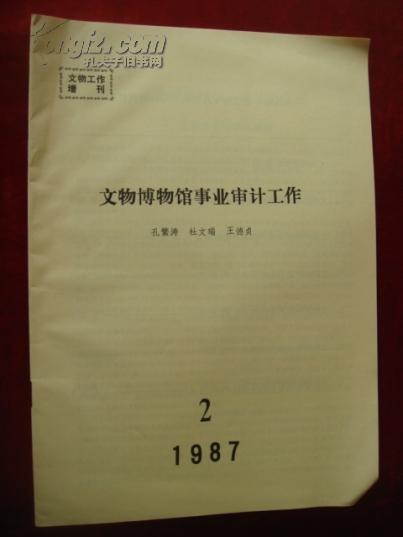 kongfz.com
孔夫子旧书网
文物工作
增 刊
文物博物馆事业审计工作
孔繁涛 杜文瑞 王德贞
2
1987